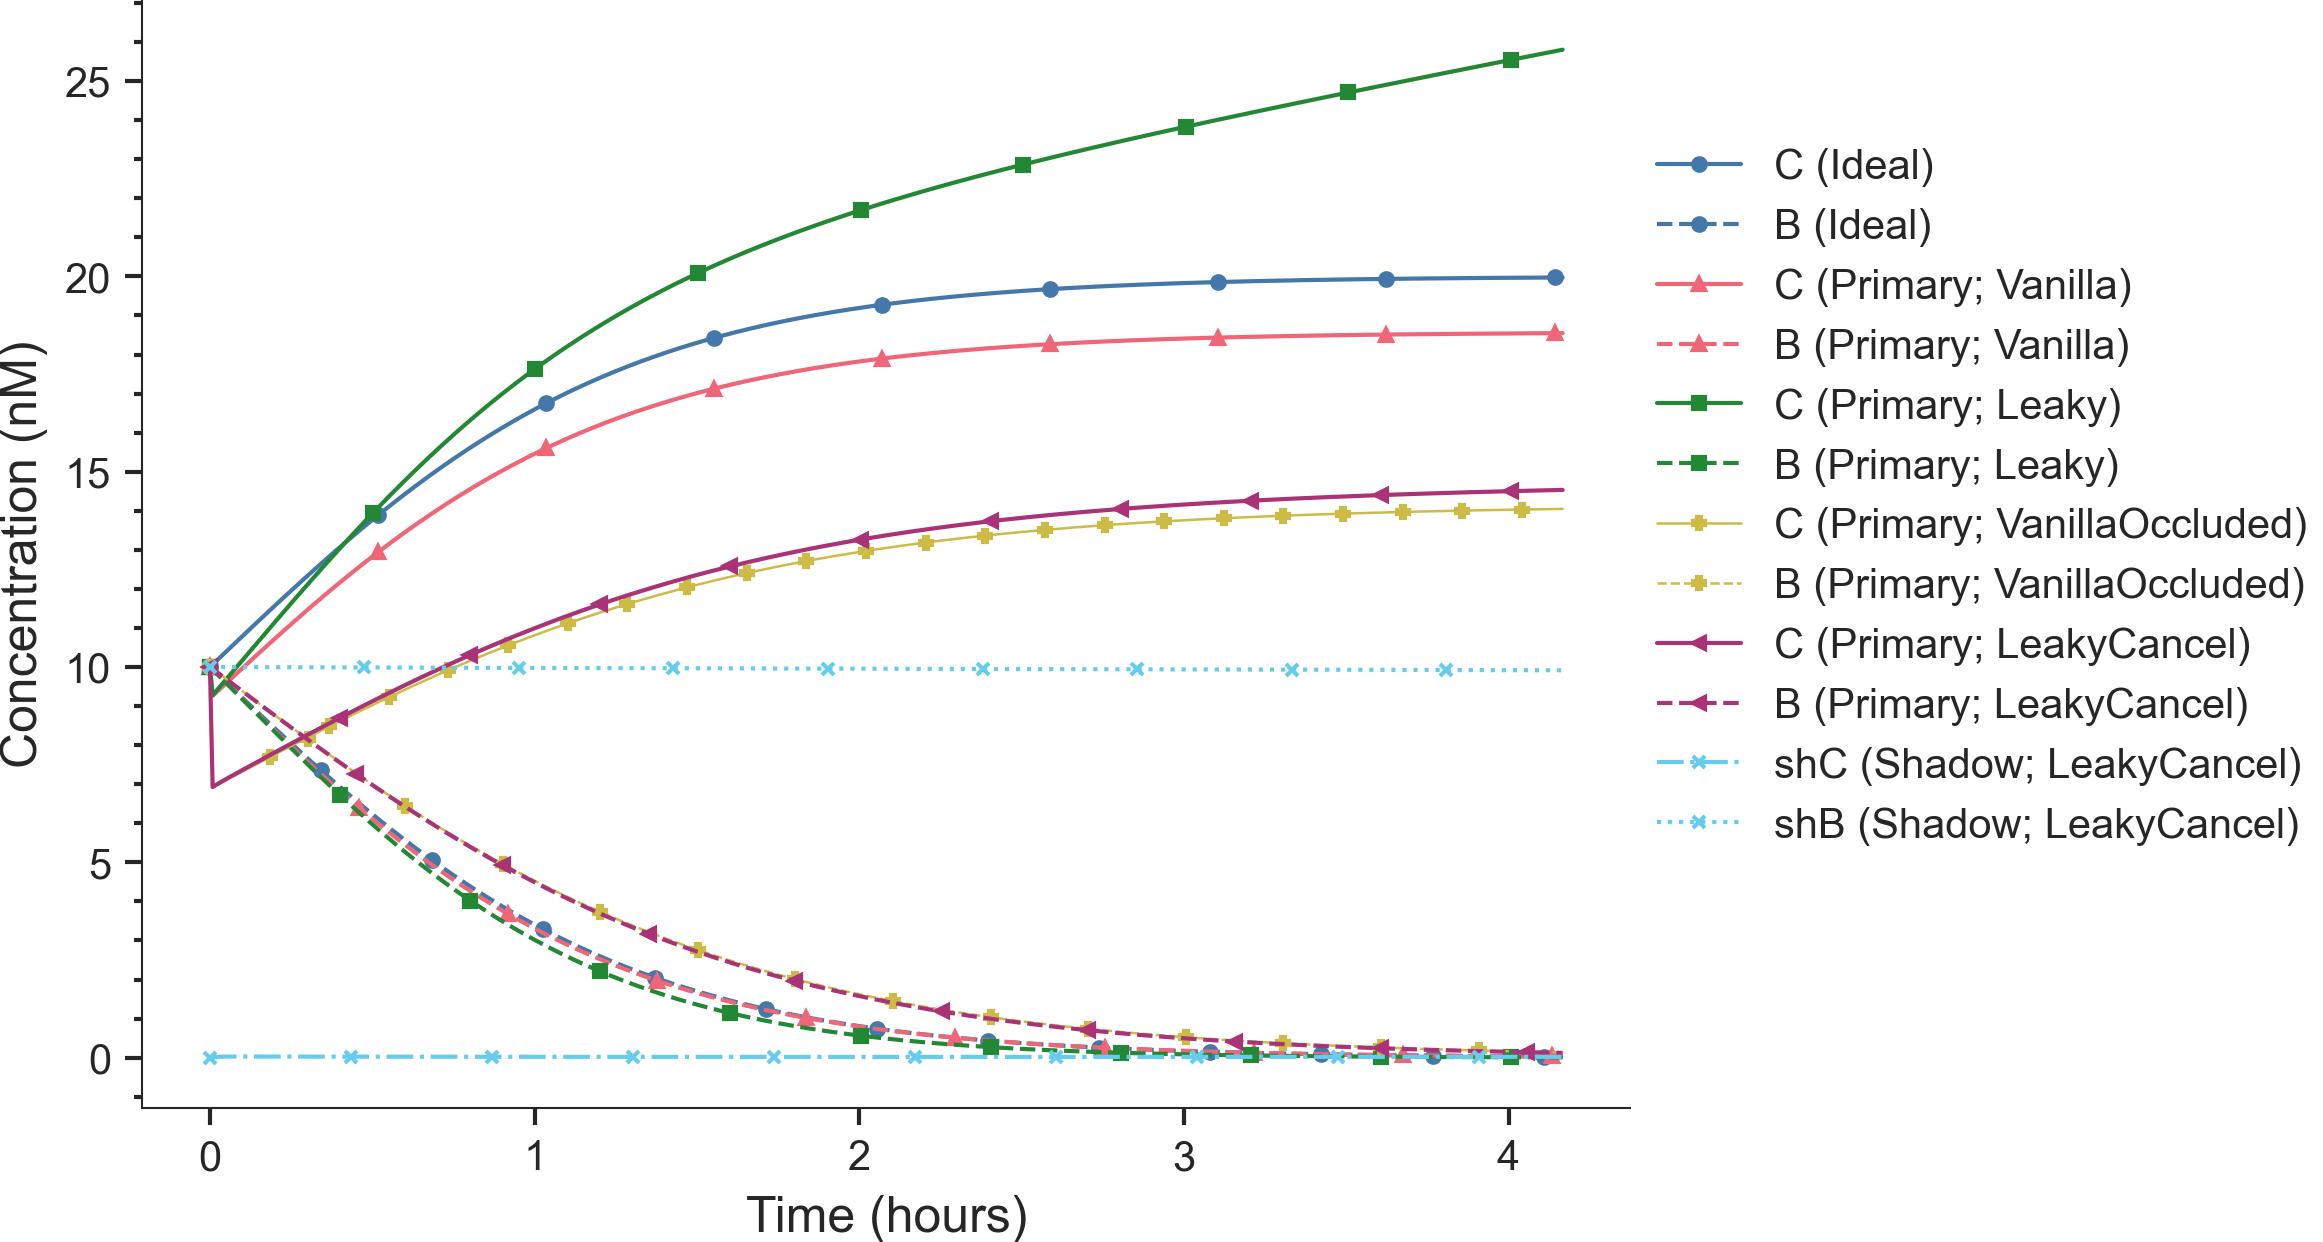 Concentration (nM)
25
20
15
10
5
0
0 1 2 3 4
Time (hours)
C (Ideal)
B (Ideal)
C (Primary; Vanilla)
B (Primary; Vanilla)
C (Primary; Leaky)
B (Primary; Leaky)
C (Primary; VanillaOccluded)
B (Primary; VanillaOccluded)
C (Primary; LeakyCancel)
B (Primary; LeakyCancel)
shC (Shadow; LeakyCancel)
shB (Shadow; LeakyCancel)